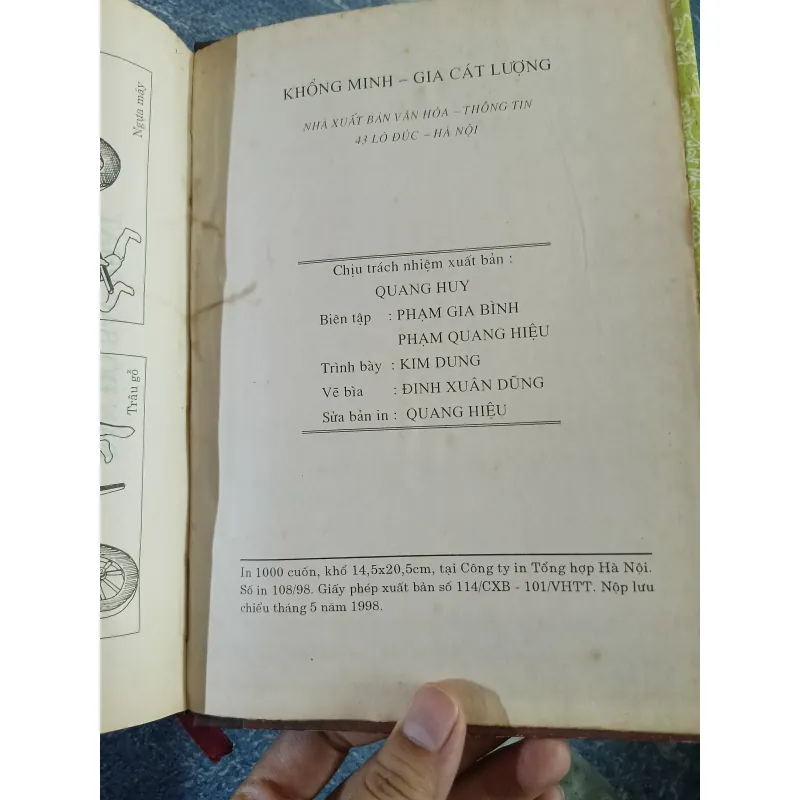 Ngựa máy
Trâu gỗ
KHỔNG MINH – GIA CÁT LƯỢNG
NHÀ XUẤT BẢN VĂN HÓA – THÔNG TIN
43 LÒ ĐÚC – HÀ NỘI
Chịu trách nhiệm xuất bản :
QUANG HUY
Biên tập : PHẠM GIA BÌNH
PHẠM QUANG HIỆU
Trình bày : KIM DUNG
Vẽ bìa : ĐINH XUÂN DŨNG
Sửa bản in : QUANG HIỆU
In 1000 cuốn, khổ 14,5x20,5cm, tại Công ty in Tổng hợp Hà Nội.
Số in 108/98. Giấy phép xuất bản số 114/CXB - 101/VHTT. Nộp lưu
chiểu tháng 5 năm 1998.